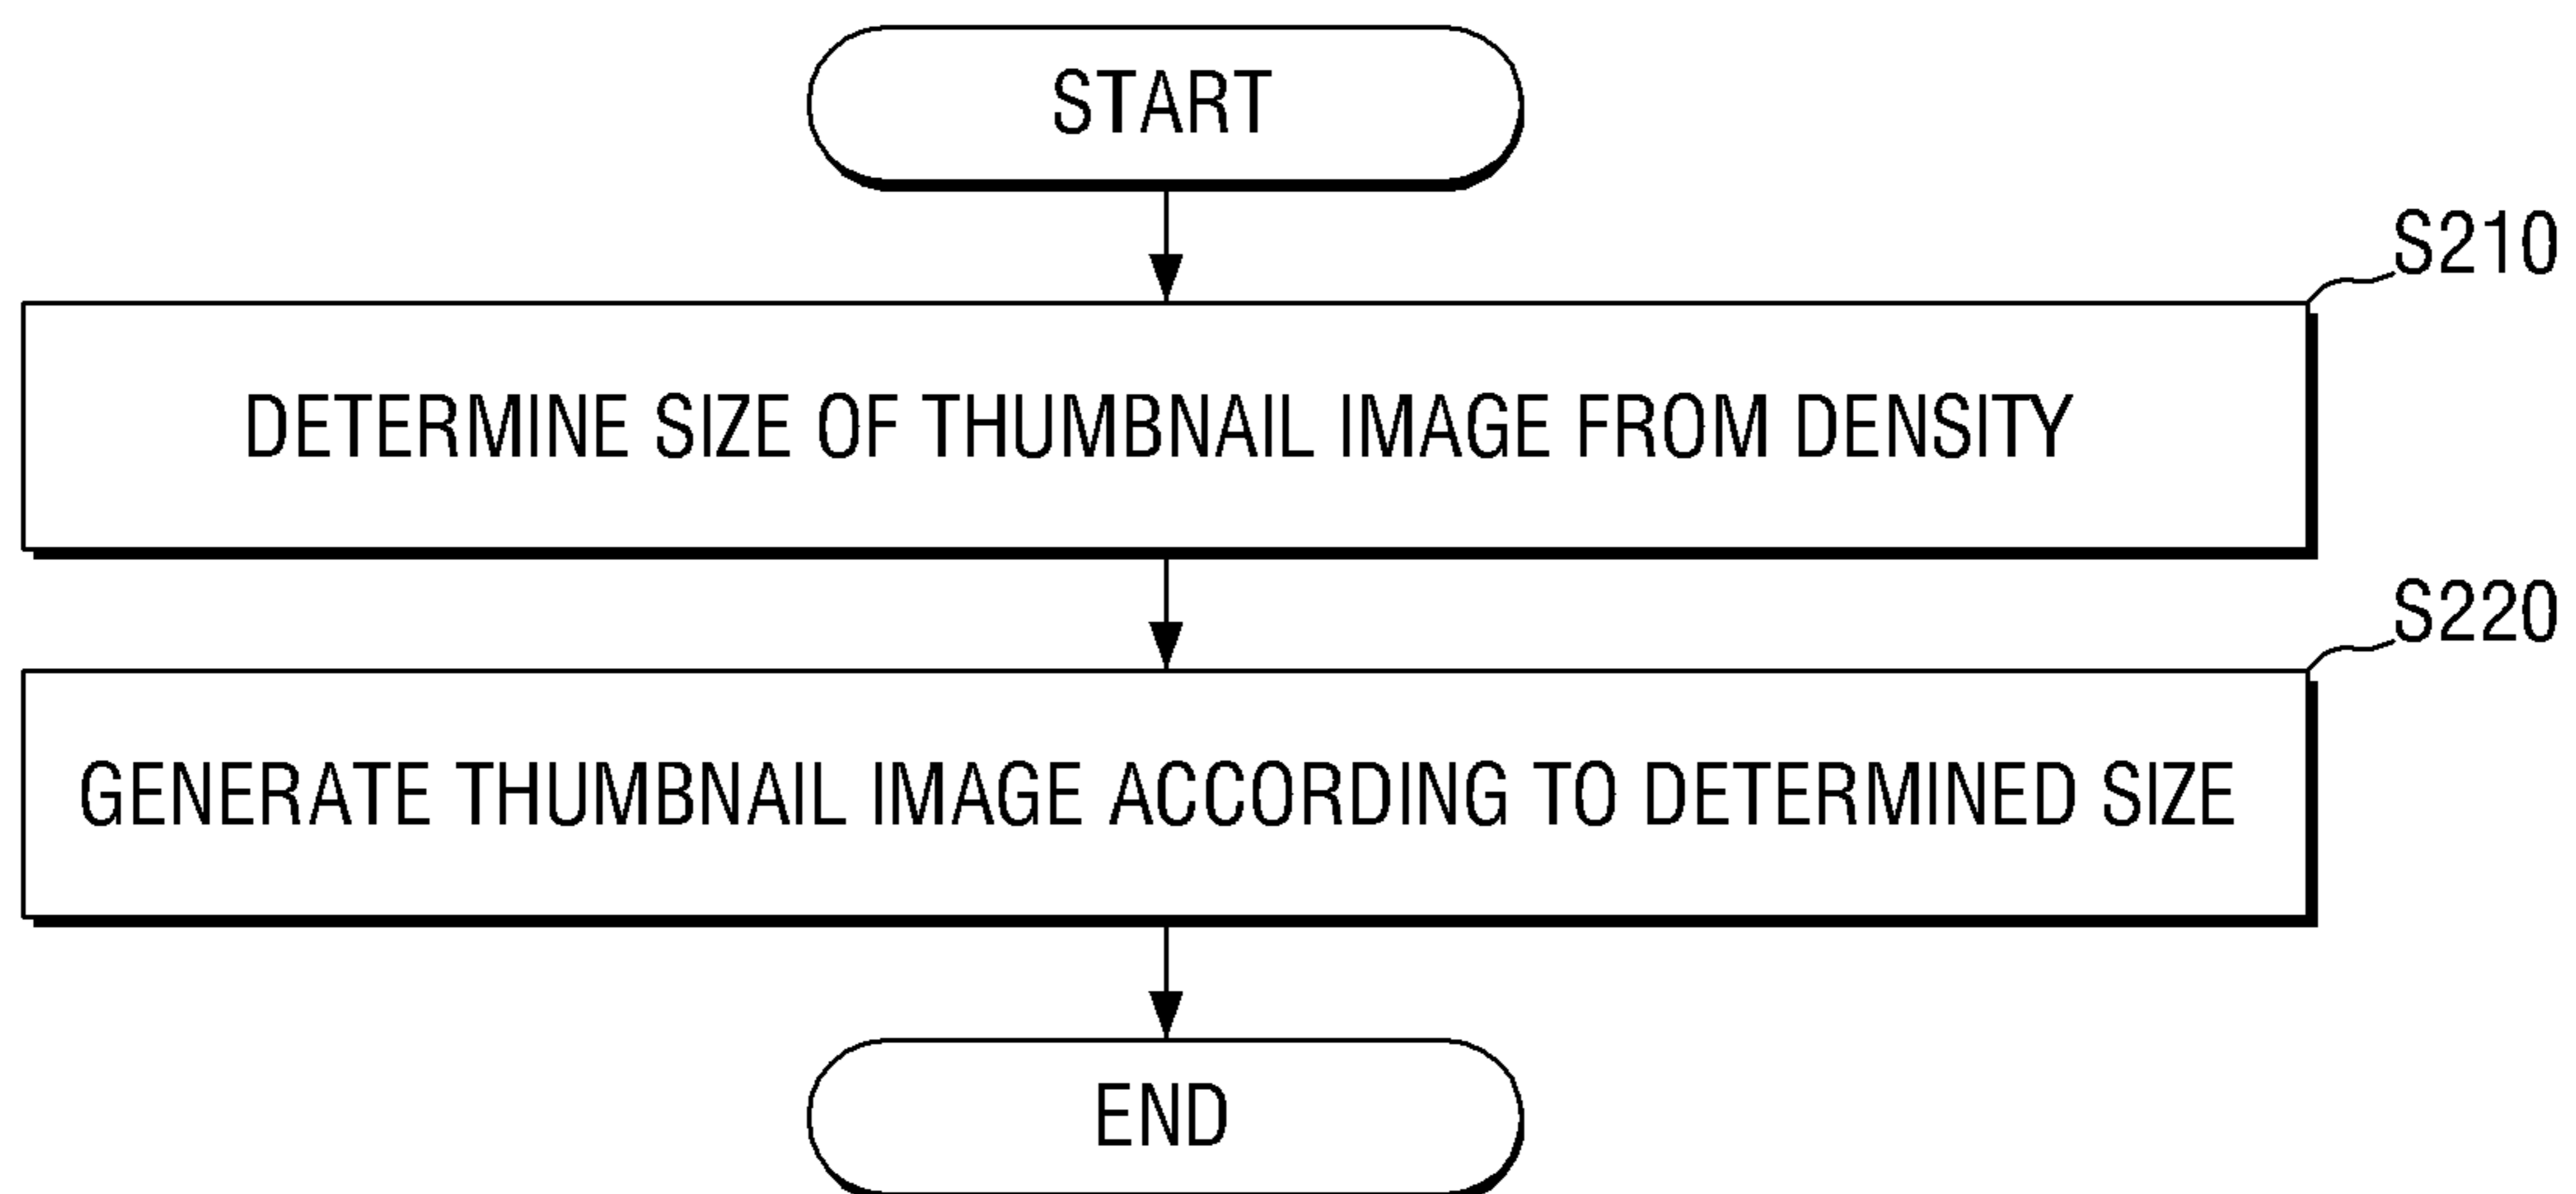 START
S210
DETERMINE SIZE OF THUMBNAIL IMAGE FROM DENSITY
S220
GENERATE THUMBNAIL IMAGE ACCORDING TO DETERMINED SIZE
END